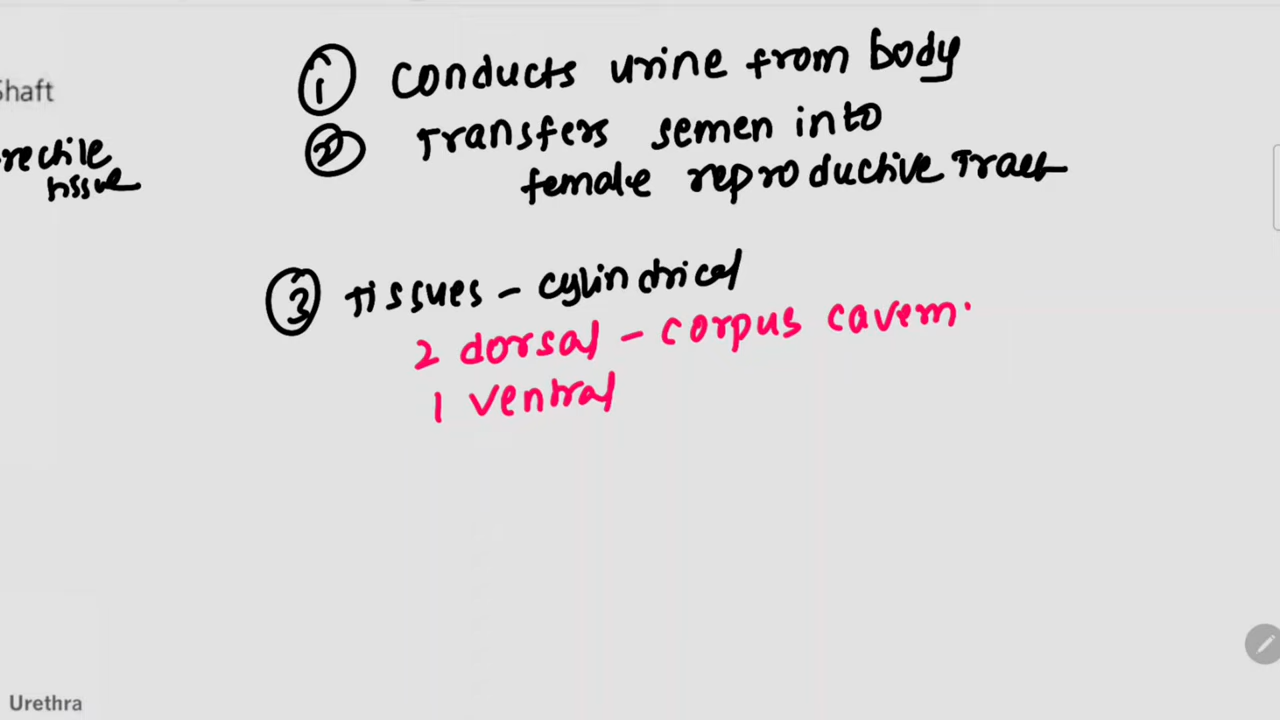 Shaft
rectile
tissue
① Conducts urine from body
② Transfers semen into
female reproductive Tract
③ Tissues - cylindrical
2 dorsal - corpus cavern.
1 ventral
Urethra